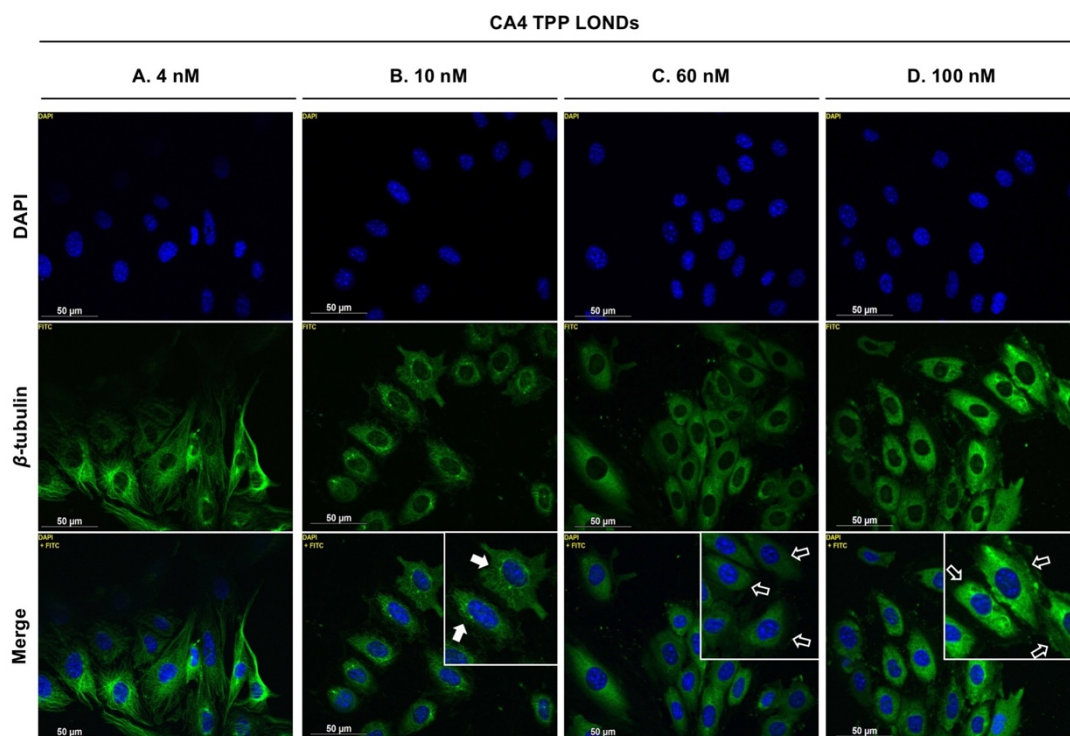 CA4 TPP LONDs
A. 4 nM
B. 10 nM
C. 60 nM
D. 100 nM
DAPI
DAPI
DAPI
DAPI
DAPI
50 µm
50 µm
50 µm
50 µm
β-tubulin
FITC
FITC
FITC
FITC
50 µm
50 µm
50 µm
50 µm
Merge
DAPI
+ FITC
DAPI
+ FITC
DAPI
+ FITC
DAPI
+ FITC
50 µm
50 µm
50 µm
50 µm